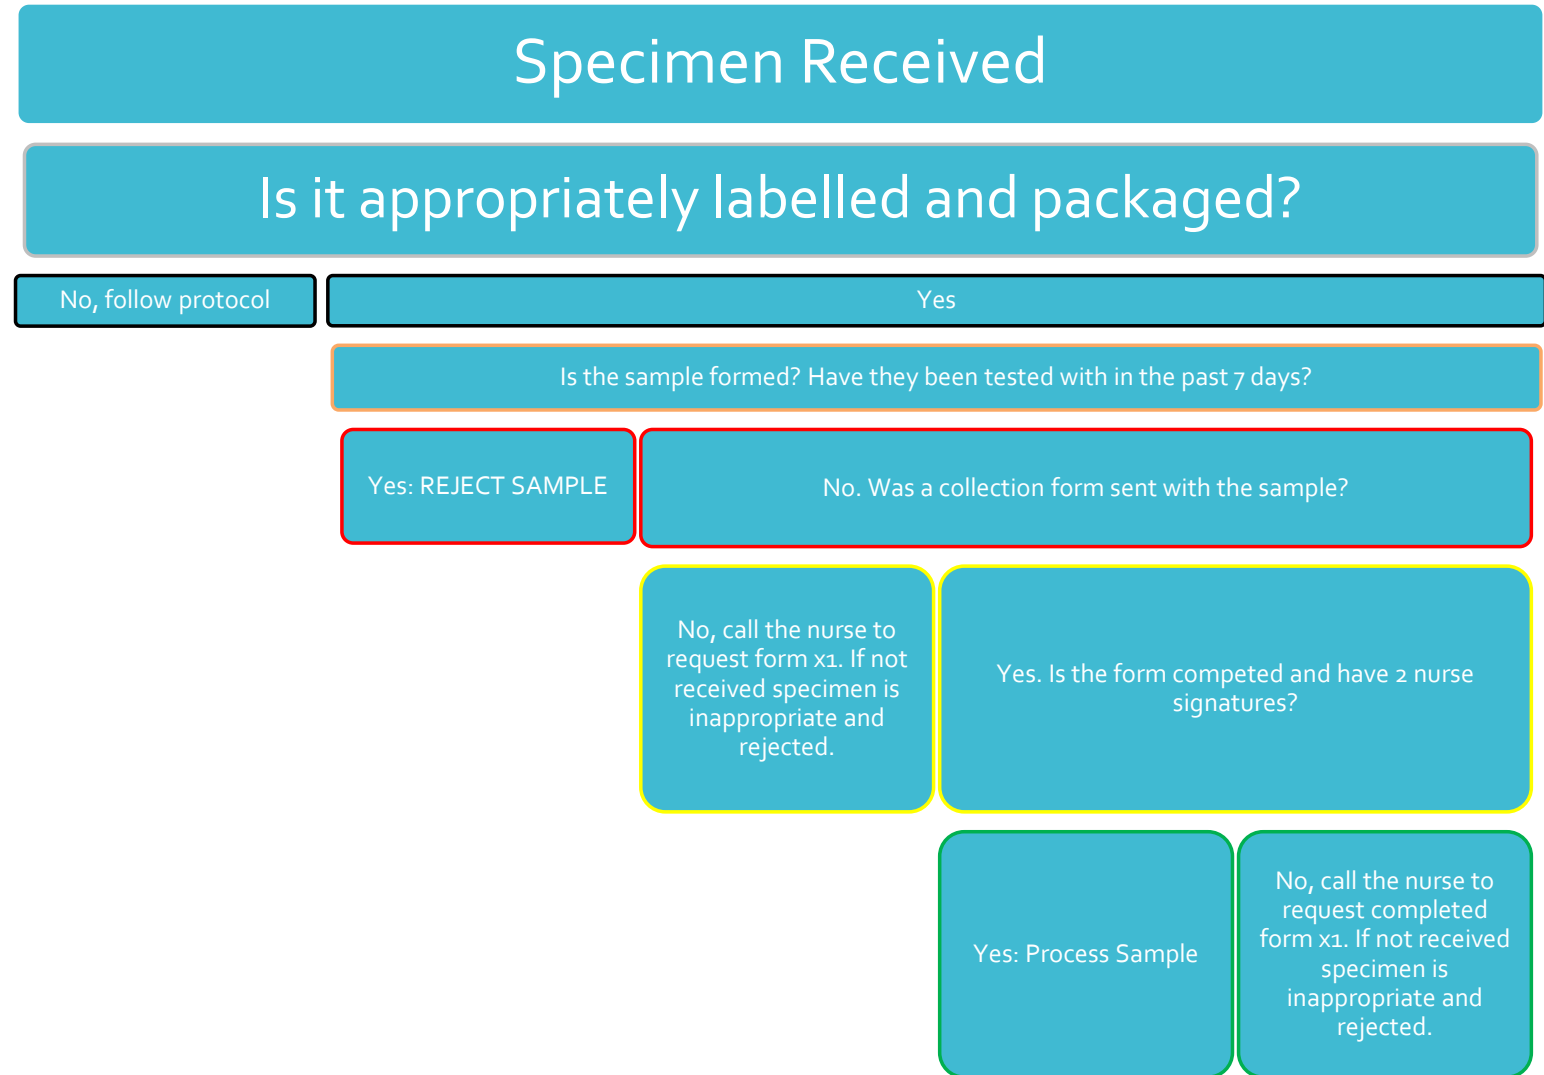 Specimen Received
Is it appropriately labelled and packaged?
No, follow protocol
Yes
Is the sample formed? Have they been tested with in the past 7 days?
Yes: REJECT SAMPLE
No. Was a collection form sent with the sample?
No, call the nurse to
request form x1. If not
received specimen is
inappropriate and
rejected.
Yes. Is the form competed and have 2 nurse
signatures?
Yes: Process Sample
No, call the nurse to
request completed
form x1. If not received
specimen is
inappropriate and
rejected.